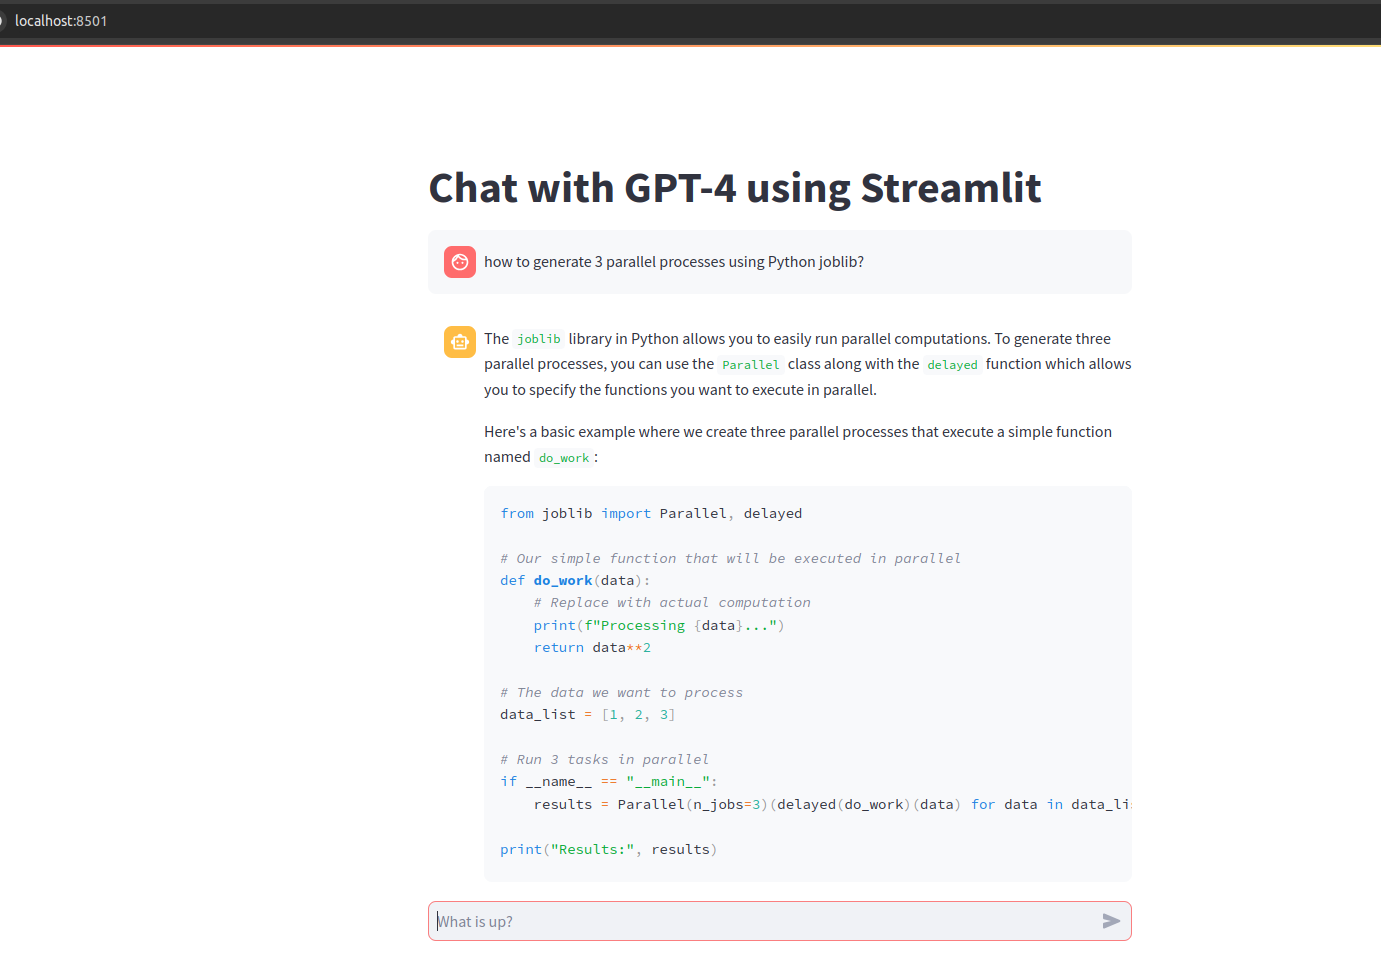 localhost:8501
Chat with GPT-4 using Streamlit
how to generate 3 parallel processes using Python joblib?
The joblib library in Python allows you to easily run parallel computations. To generate three
parallel processes, you can use the Parallel class along with the delayed function which allows
you to specify the functions you want to execute in parallel.
Here's a basic example where we create three parallel processes that execute a simple function
named do_work :
from joblib import Parallel, delayed
# Our simple function that will be executed in parallel
def do_work(data):
    # Replace with actual computation
    print(f"Processing {data}...")
    return data**2
# The data we want to process
data_list = [1, 2, 3]
# Run 3 tasks in parallel
if __name__ == "__main__":
    results = Parallel(n_jobs=3)(delayed(do_work)(data) for data in data_li
print("Results:", results)
What is up?